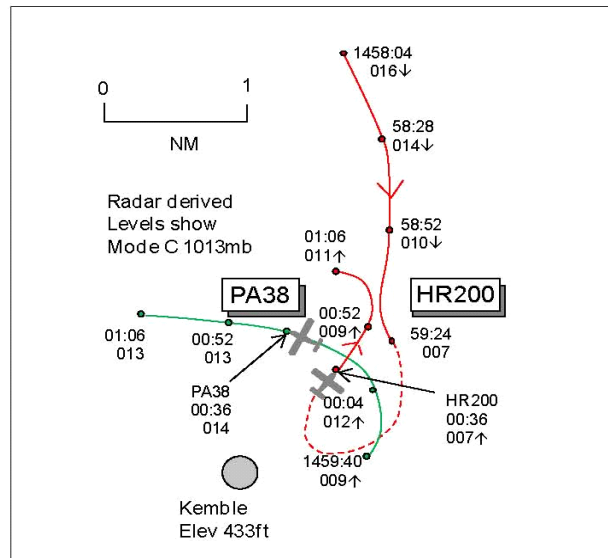 1458:04
016↓
0 1
NM
58:28
014↓
Radar derived
Levels show
Mode C 1013mb
58:52
010↓
01:06
011↑
PA38
HR200
00:52
009↑
01:06
013
00:52
013
59:24
007
PA38
00:36
014
00:04
012↑
HR200
00:36
007↑
1459:40
009↑
Kemble
Elev 433ft